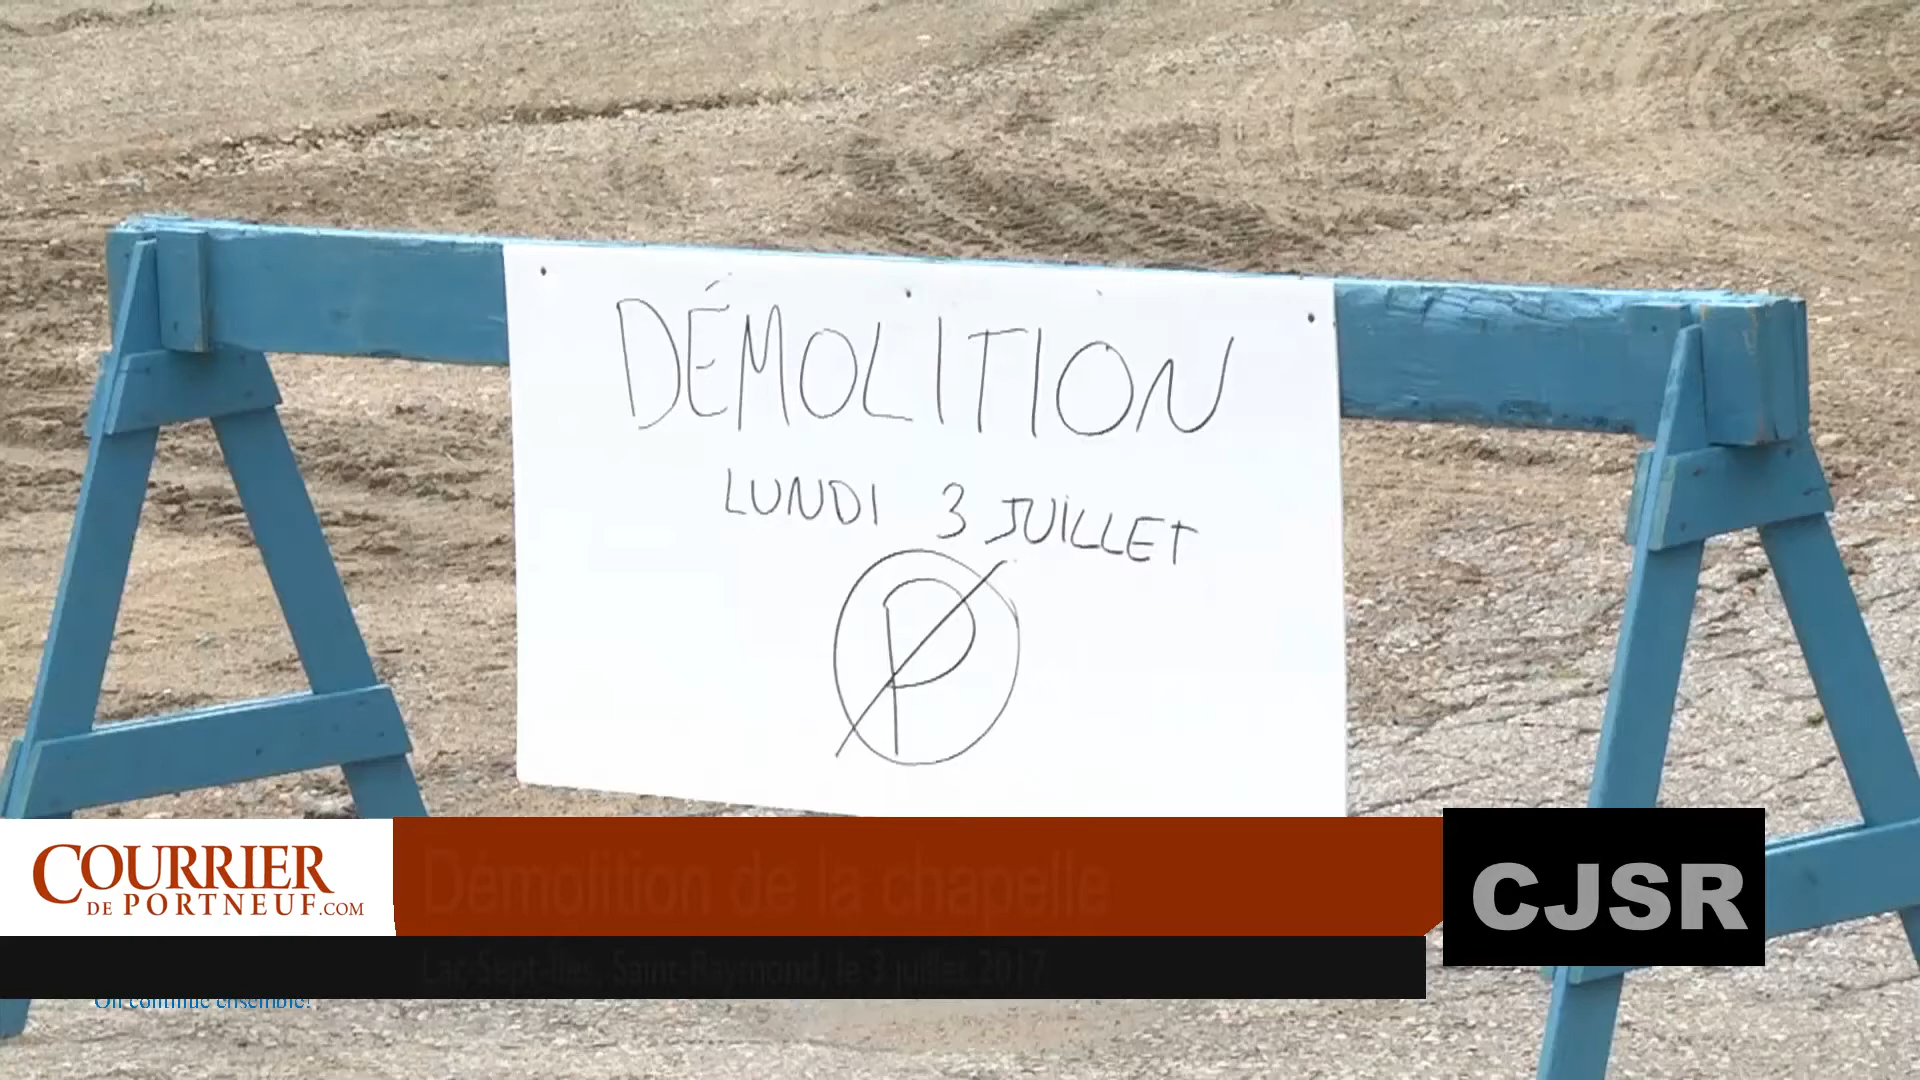 DÉMOLITION
LUNDI 3 JUILLET
P
COURRIER
DE PORTNEUF.COM
Démolition de la chapelle
CJSR
Lac Sept-Îles, Saint-Raymond, le 3 juillet 2017
On continue ensemble!